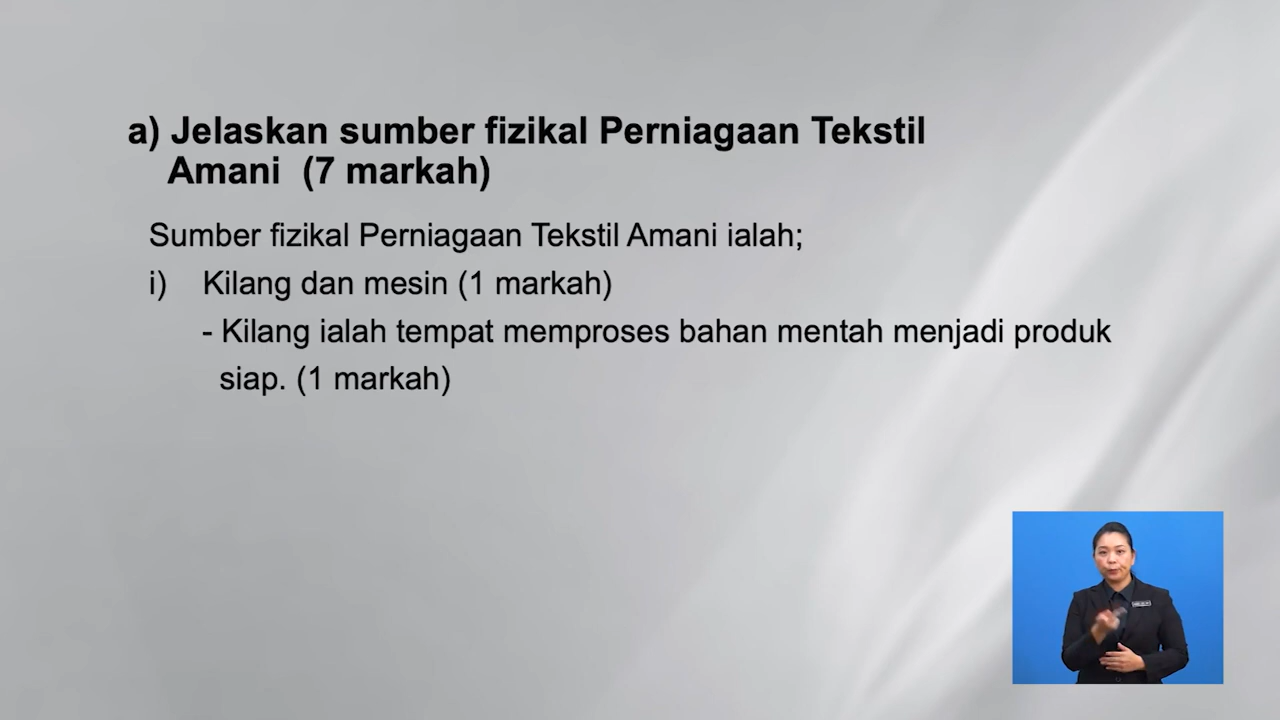 a) Jelaskan sumber fizikal Perniagaan Tekstil
Amani (7 markah)
Sumber fizikal Perniagaan Tekstil Amani ialah;
i) Kilang dan mesin (1 markah)
- Kilang ialah tempat memproses bahan mentah menjadi produk
siap. (1 markah)